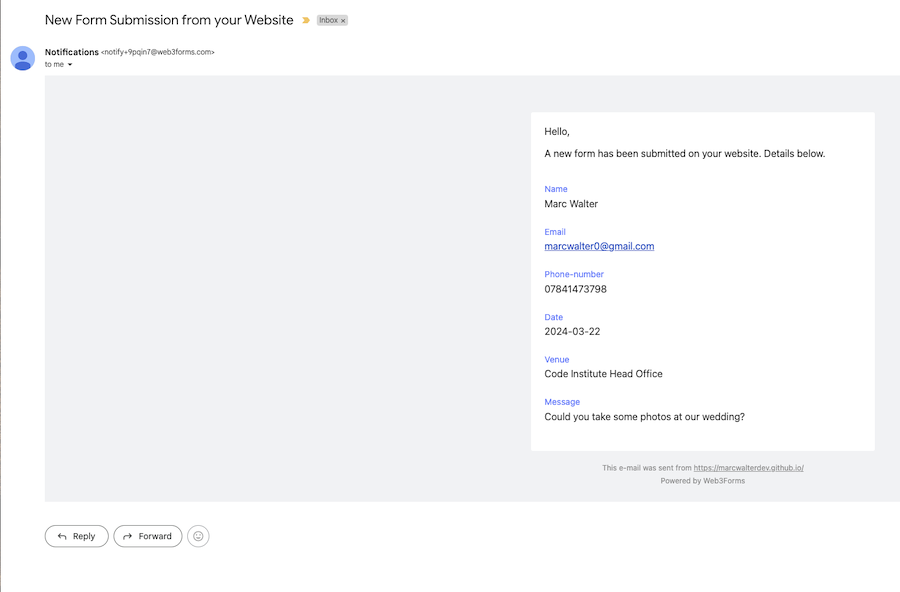 New Form Submission from your Website
Inbox ×
Notifications <notify+9pqin7@web3forms.com>
to me
Hello,
A new form has been submitted on your website. Details below.
Name
Marc Walter
Email
marcwalter0@gmail.com
Phone-number
07841473798
Date
2024-03-22
Venue
Code Institute Head Office
Message
Could you take some photos at our wedding?
This e-mail was sent from https://marcwalterdev.github.io/
Powered by Web3Forms
Reply
Forward